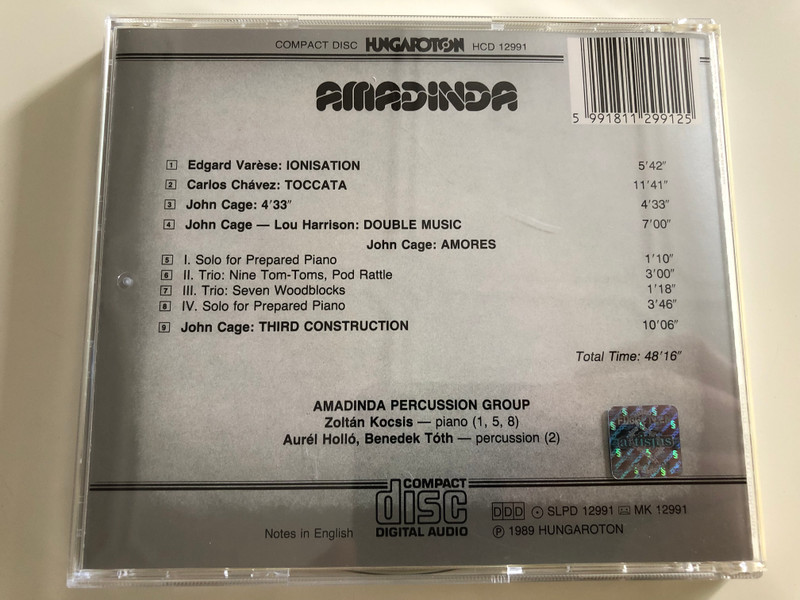 COMPACT DISC HUNGAROTON HCD 12991
AMADINDA
5 991811 299125
1 Edgard Varèse: IONISATION 5'42"
2 Carlos Chávez: TOCCATA 11'41"
3 John Cage: 4'33" 4'33"
4 John Cage — Lou Harrison: DOUBLE MUSIC 7'00"
John Cage: AMORES
5 I. Solo for Prepared Piano 1'10"
6 II. Trio: Nine Tom-Toms, Pod Rattle 3'00"
7 III. Trio: Seven Woodblocks 1'18"
8 IV. Solo for Prepared Piano 3'46"
9 John Cage: THIRD CONSTRUCTION 10'06"
Total Time: 48'16"
AMADINDA PERCUSSION GROUP
Zoltán Kocsis — piano (1, 5, 8)
Aurél Holló, Benedek Tóth — percussion (2)
artisjus
COMPACT
disc
DIGITAL AUDIO
Notes in English
DDD SLPD 12991 MK 12991
℗ 1989 HUNGAROTON